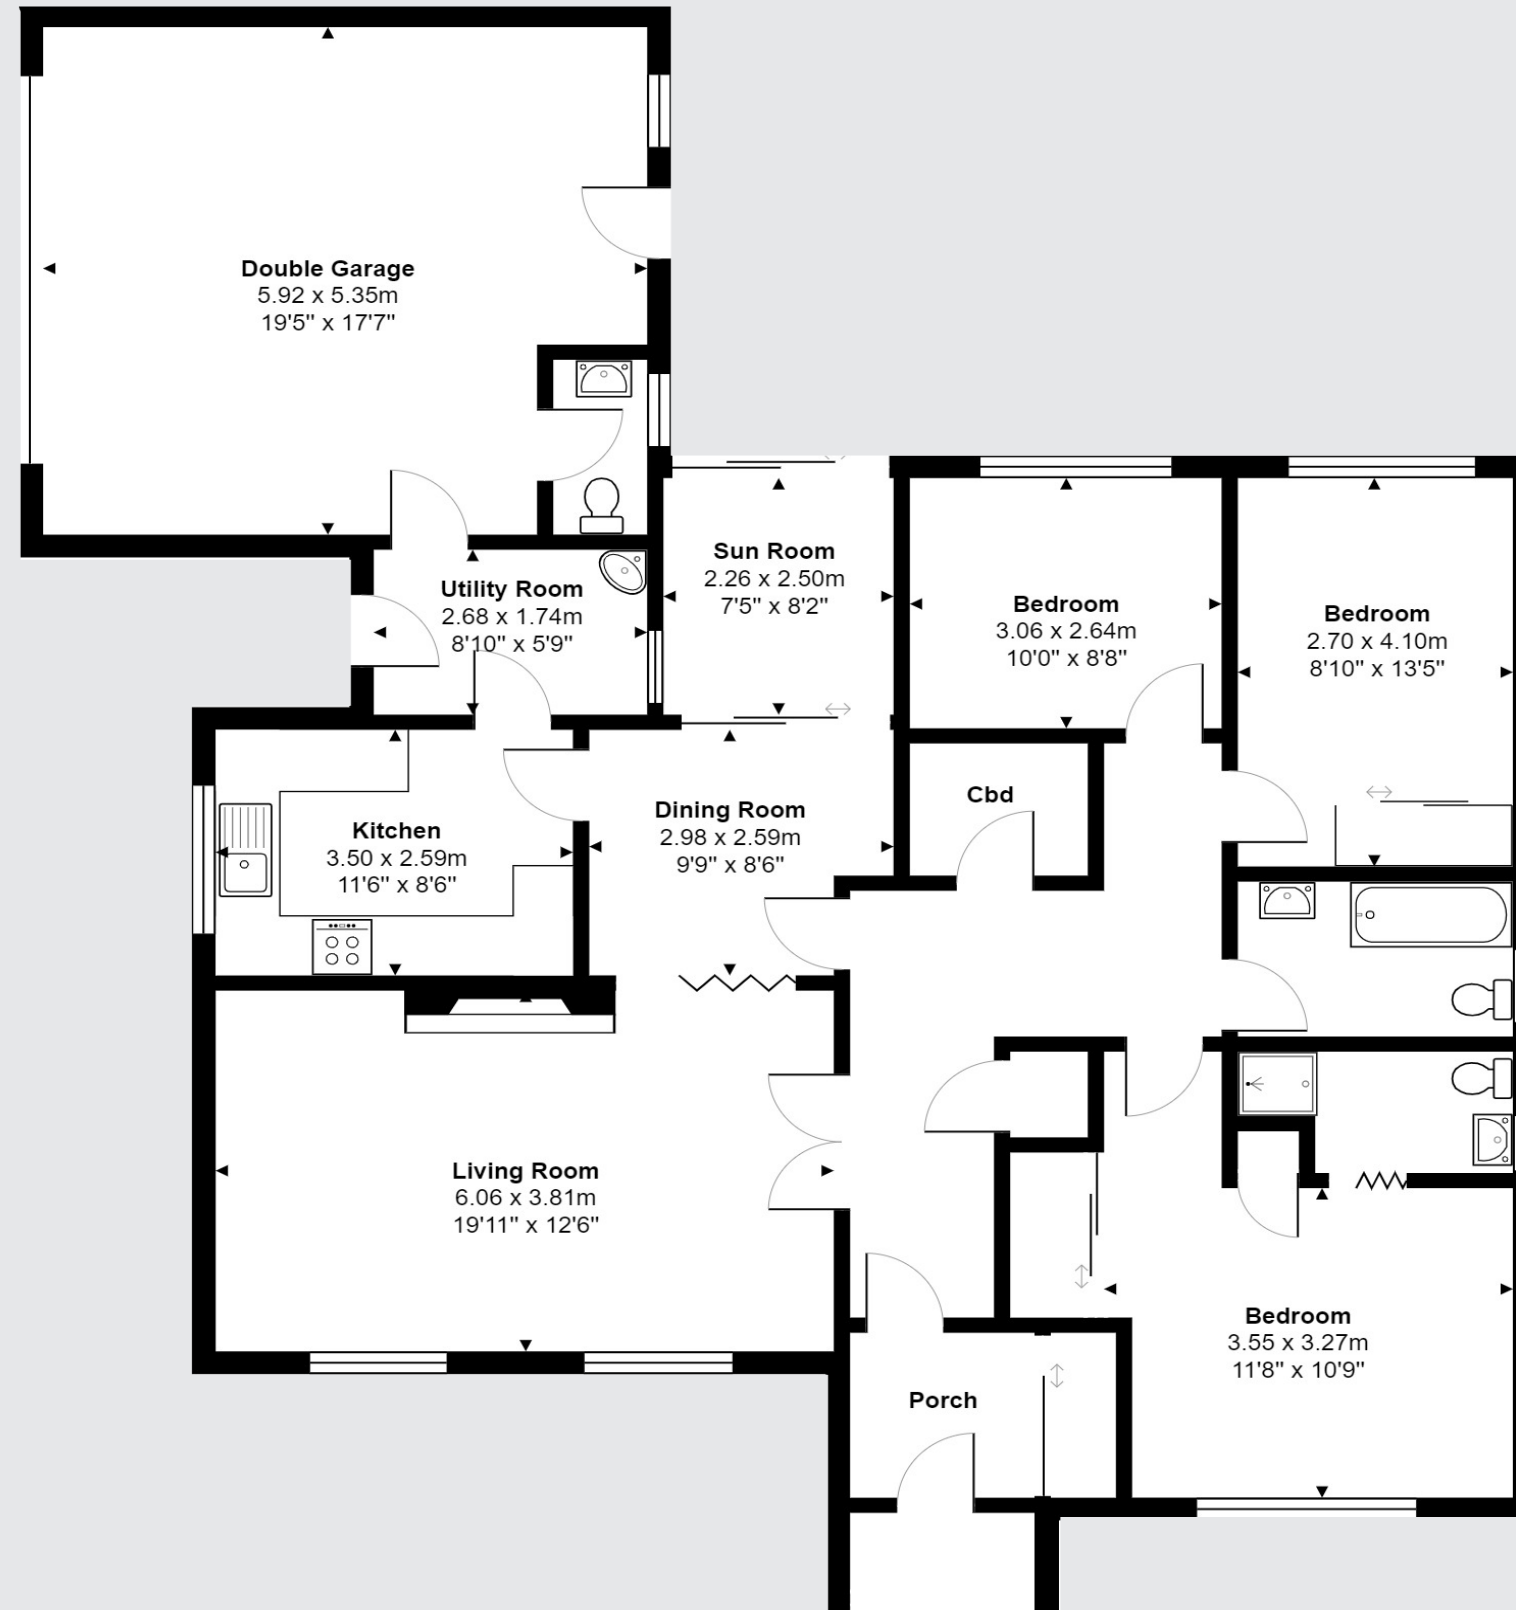 Double Garage
5.92 x 5.35m
19'5" x 17'7"
Sun Room
2.26 x 2.50m
7'5" x 8'2"
Utility Room
2.68 x 1.74m
8'10" x 5'9"
Bedroom
3.06 x 2.64m
10'0" x 8'8"
Bedroom
2.70 x 4.10m
8'10" x 13'5"
Cbd
Dining Room
2.98 x 2.59m
9'9" x 8'6"
Kitchen
3.50 x 2.59m
11'6" x 8'6"
Living Room
6.06 x 3.81m
19'11" x 12'6"
Bedroom
3.55 x 3.27m
11'8" x 10'9"
Porch